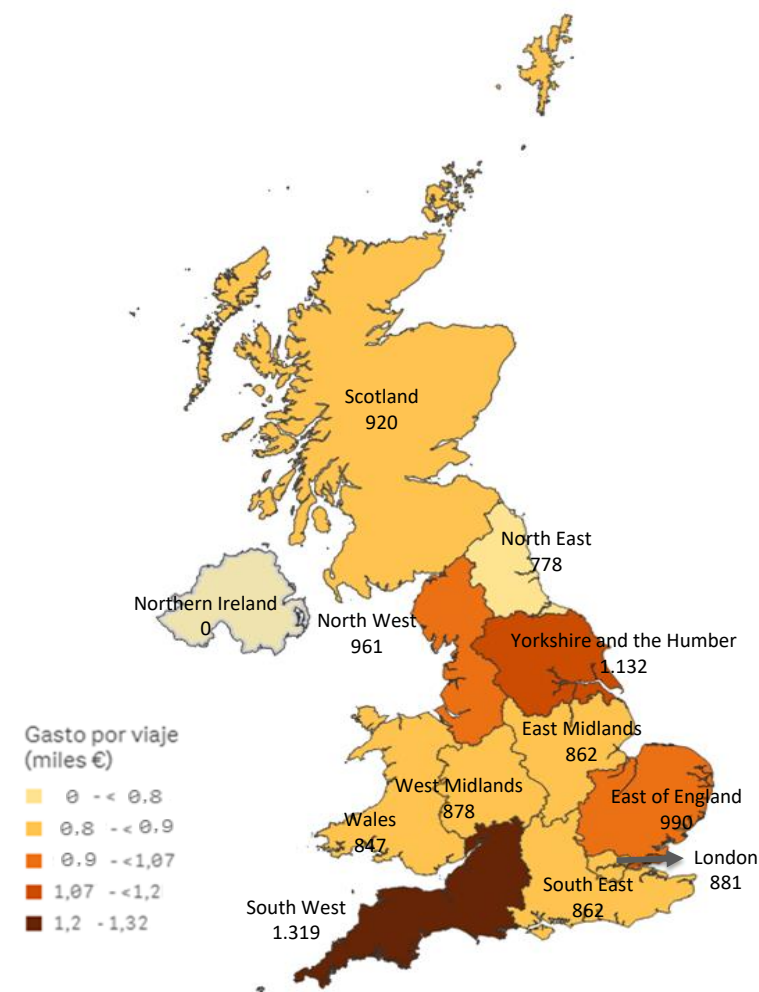 Scotland
920
North East
778
Northern Ireland
0
North West
961
Yorkshire and the Humber
1.132
East Midlands
862
West Midlands
878
Wales
847
East of England
990
London
881
South East
862
South West
1.319
Gasto por viaje
(miles €)
0 -< 0.8
0.8 -< 0.9
0.9 -<1,07
1,07 -<1,2
1,2 -1,32